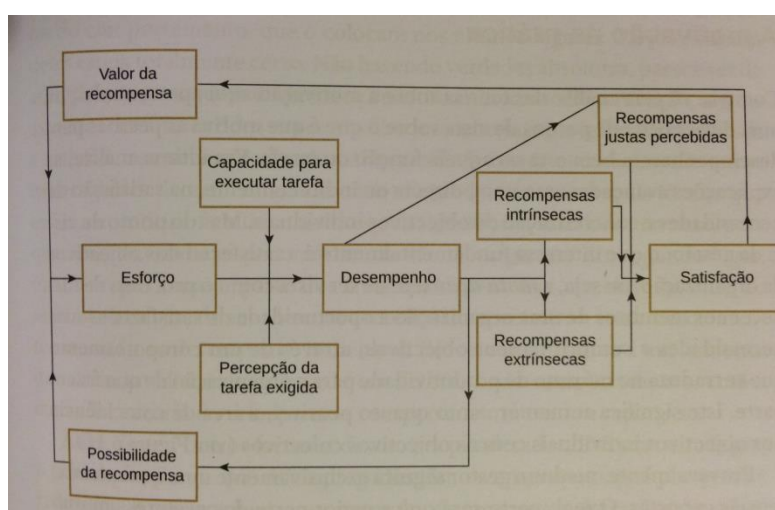 Valor da
recompensa
Capacidade para
executar tarefa
Recompensas
justas percebidas
Recompensas
intrínsecas
Esforço
Desempenho
Satisfação
Percepção da
tarefa exigida
Recompensas
extrínsecas
Possibilidade
da recompensa